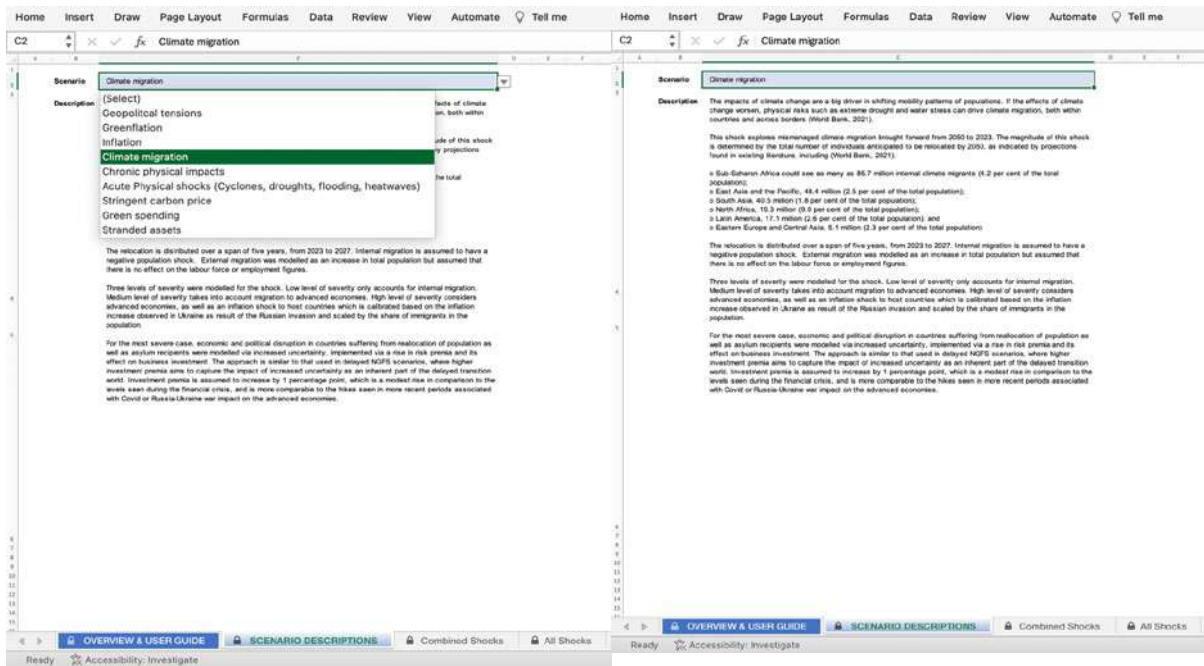 Home Insert Draw Page Layout Formulas Data Review View Automate Tell me
C2 fx Climate migration
Scenario Climate migration
Description
(Select)
Geopolitcal tensions
Greenflation
Inflation
Climate migration
Chronic physical impacts
Acute Physical shocks (Cyclones, droughts, flooding, heatwaves)
Stringent carbon price
Green spending
Stranded assets
fects of climate
on, both within
ude of this shock
by projections
the total
The relocation is distributed over a span of five years, from 2023 to 2027. Internal migration is assumed to have a
negative population shock. External migration was modelled as an increase in total population but assumed that
there is no effect on the labour force or employment figures.
Three levels of severity were modelled for the shock. Low level of severity only accounts for internal migration.
Medium level of severity takes into account migration to advanced economies. High level of severity considers
advanced economies, as well as an inflation shock to host countries which is calibrated based on the inflation
increase observed in Ukraine as result of the Russian invasion and scaled by the share of immigrants in the
population
For the most severe case, economic and political disruption in countries suffering from reallocation of population as
well as asylum recipients were modelled via increased uncertainty, implemented via a rise in risk premia and its
effect on business investment. The approach is similar to that used in delayed NGFS scenarios, where higher
investment premia aims to capture the impact of increased uncertainty as an inherent part of the delayed transition
world. Investment premia is assumed to increase by 1 percentage point, which is a modest rise in comparison to the
levels seen during the financial crisis, and is more comparable to the hikes seen in more recent periods associated
with Covid or Russia-Ukraine war impact on the advanced economies.
OVERVIEW & USER GUIDE SCENARIO DESCRIPTIONS Combined Shocks All Shocks
Ready Accessibility: Investigate
Home Insert Draw Page Layout Formulas Data Review View Automate Tell me
C2 fx Climate migration
Scenario Climate migration
Description The impacts of climate change are a big driver in shifting mobility patterns of populations. If the effects of climate
change worsen, physical risks such as extreme drought and water stress can drive climate migration, both within
countries and across borders (World Bank, 2021).
This shock explores mismanaged climate migration brought forward from 2050 to 2023. The magnitude of this shock
is determined by the total number of individuals anticipated to be relocated by 2050, as indicated by projections
found in existing literature, including (World Bank, 2021).
o Sub-Saharan Africa could see as many as 85.7 million internal climate migrants (4.2 per cent of the total
population);
o East Asia and the Pacific, 48.4 million (2.5 per cent of the total population);
o South Asia, 40.5 million (1.8 per cent of the total population);
o North Africa, 19.3 million (9.0 per cent of the total population);
o Latin America, 17.1 million (2.6 per cent of the total population); and
o Eastern Europe and Central Asia, 5.1 million (2.3 per cent of the total population)
The relocation is distributed over a span of five years, from 2023 to 2027. Internal migration is assumed to have a
negative population shock. External migration was modelled as an increase in total population but assumed that
there is no effect on the labour force or employment figures.
Three levels of severity were modelled for the shock. Low level of severity only accounts for internal migration.
Medium level of severity takes into account migration to advanced economies. High level of severity considers
advanced economies, as well as an inflation shock to host countries which is calibrated based on the inflation
increase observed in Ukraine as result of the Russian invasion and scaled by the share of immigrants in the
population
For the most severe case, economic and political disruption in countries suffering from reallocation of population as
well as asylum recipients were modelled via increased uncertainty, implemented via a rise in risk premia and its
effect on business investment. The approach is similar to that used in delayed NGFS scenarios, where higher
investment premia aims to capture the impact of increased uncertainty as an inherent part of the delayed transition
world. Investment premia is assumed to increase by 1 percentage point, which is a modest rise in comparison to the
levels seen during the financial crisis, and is more comparable to the hikes seen in more recent periods associated
with Covid or Russia-Ukraine war impact on the advanced economies.
OVERVIEW & USER GUIDE SCENARIO DESCRIPTIONS Combined Shocks All Shocks
Ready Accessibility: Investigate